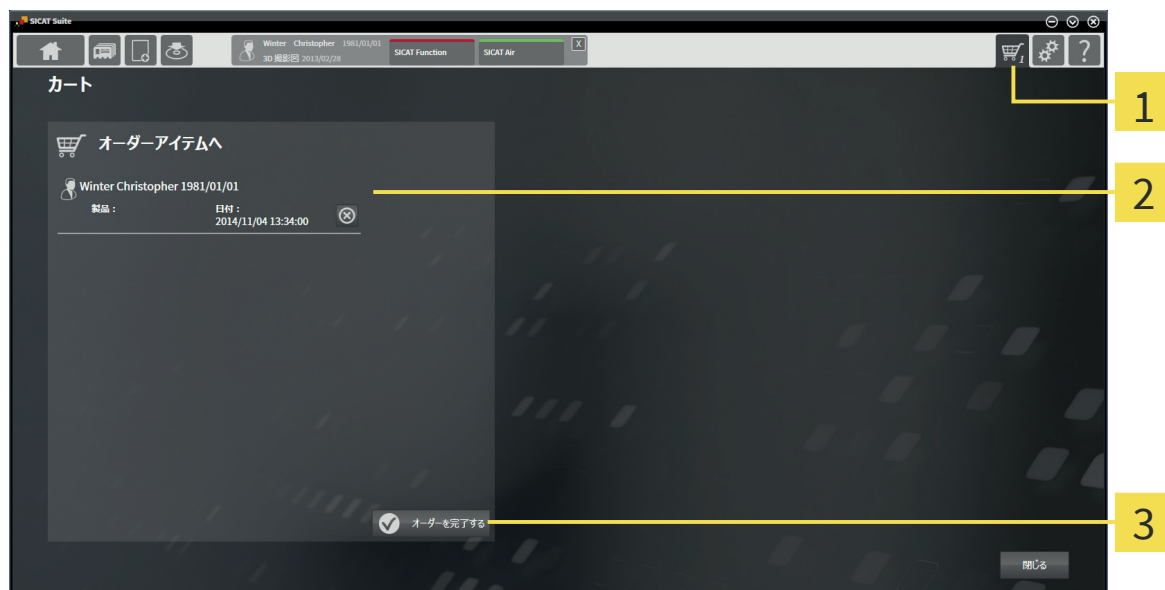 SICAT Suite
Winter Christopher 1981/01/01
3D 撮影図 2013/02/28
SICAT Function
SICAT Air
X
1
?
カート
1
オーダーアイテムへ
Winter Christopher 1981/01/01
2
製品 :
日付 :
2014/11/04 13:34:00
オーダーを完了する
3
閉じる